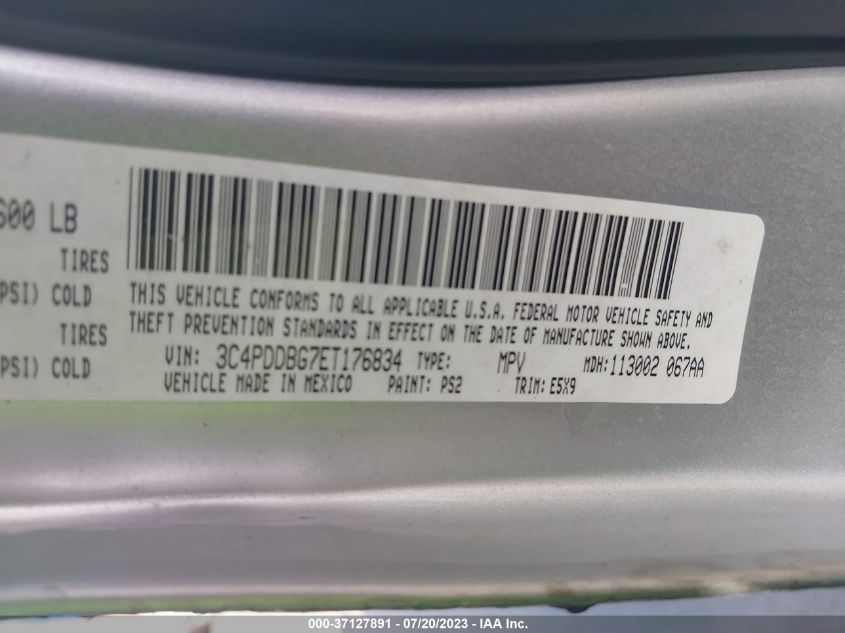 600 LB
TIRES
PSI) COLD
TIRES
PSI) COLD
THIS VEHICLE CONFORMS TO ALL APPLICABLE U.S.A. FEDERAL MOTOR VEHICLE SAFETY AND
THEFT PREVENTION STANDARDS IN EFFECT ON THE DATE OF MANUFACTURE SHOWN ABOVE.
VIN: 3C4PDDBG7ET176834 TYPE: MPV MDH:113002 067AA
VEHICLE MADE IN MEXICO PAINT: PS2 TRIM: E5X9
000-37127891 - 07/20/2023 - IAA Inc.